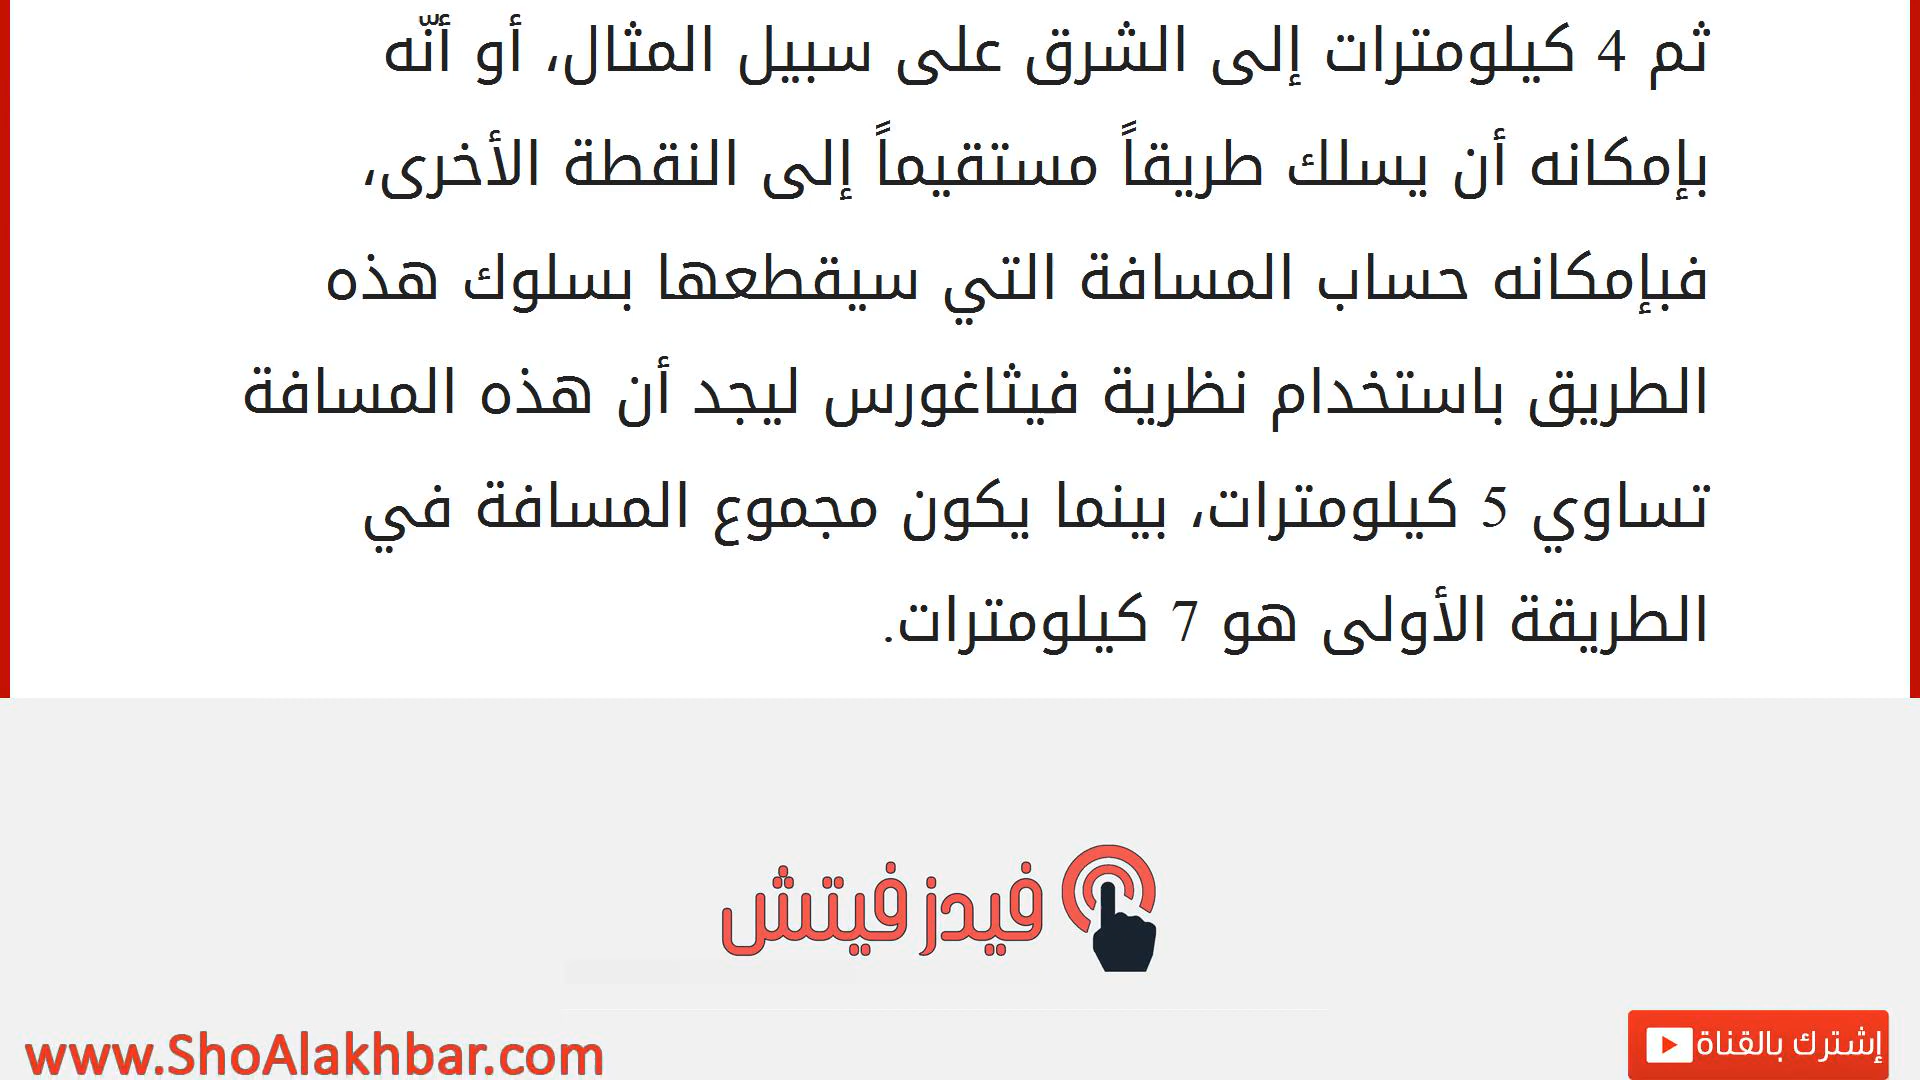 ثم 4 كيلومترات إلى الشرق على سبيل المثال، أو أنّه
بإمكانه أن يسلك طريقاً مستقيماً إلى النقطة الأخرى،
فبإمكانه حساب المسافة التي سيقطعها بسلوك هذه
الطريق باستخدام نظرية فيثاغورس ليجد أن هذه المسافة
تساوي 5 كيلومترات، بينما يكون مجموع المسافة في
الطريقة الأولى هو 7 كيلومترات.
فيدز فيتش
www.ShoAlakhbar.com
إشترك بالقناة